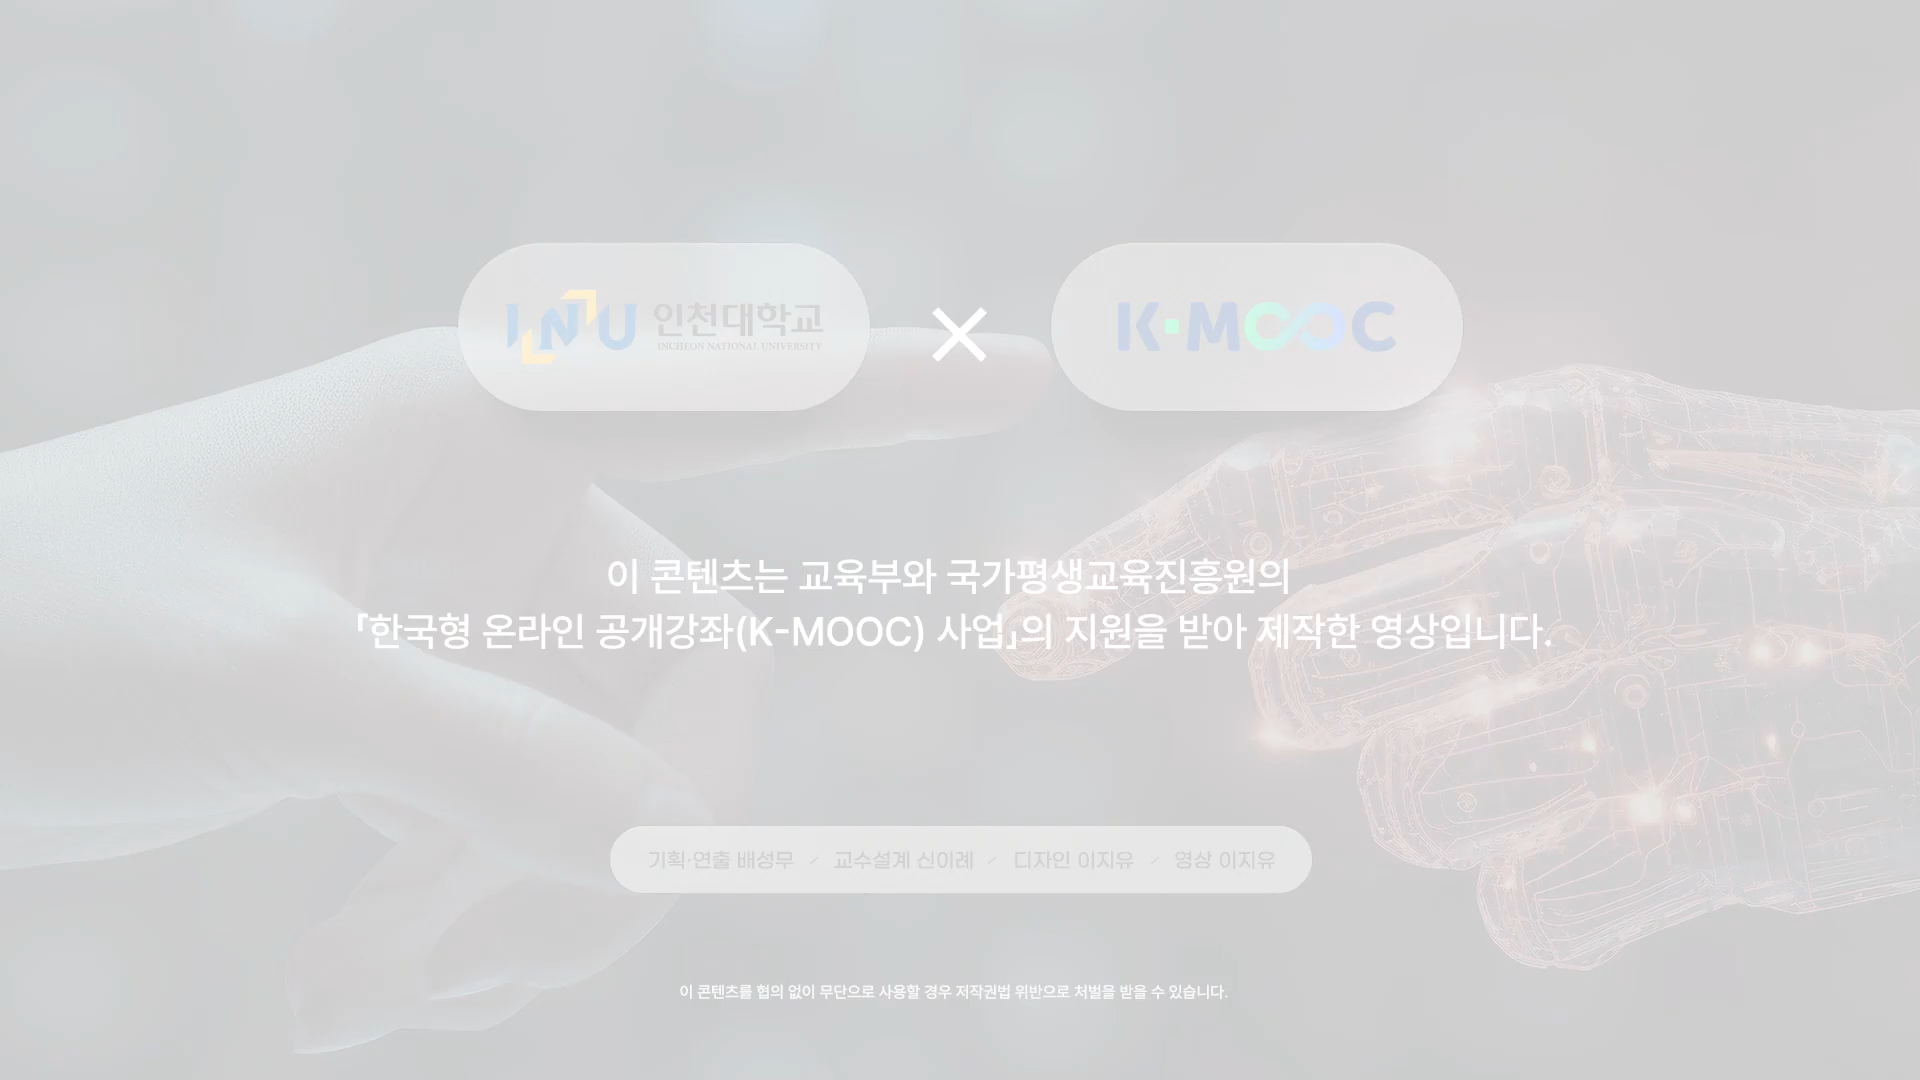 INU 인천대학교
INCHEON NATIONAL UNIVERSITY
×
K·MOOC
이 콘텐츠는 교육부와 국가평생교육진흥원의
「한국형 온라인 공개강좌(K-MOOC) 사업」의 지원을 받아 제작한 영상입니다.
기획·연출 배성무 / 교수설계 신이례 / 디자인 이지유 / 영상 이지유
이 콘텐츠를 협의 없이 무단으로 사용할 경우 저작권법 위반으로 처벌을 받을 수 있습니다.